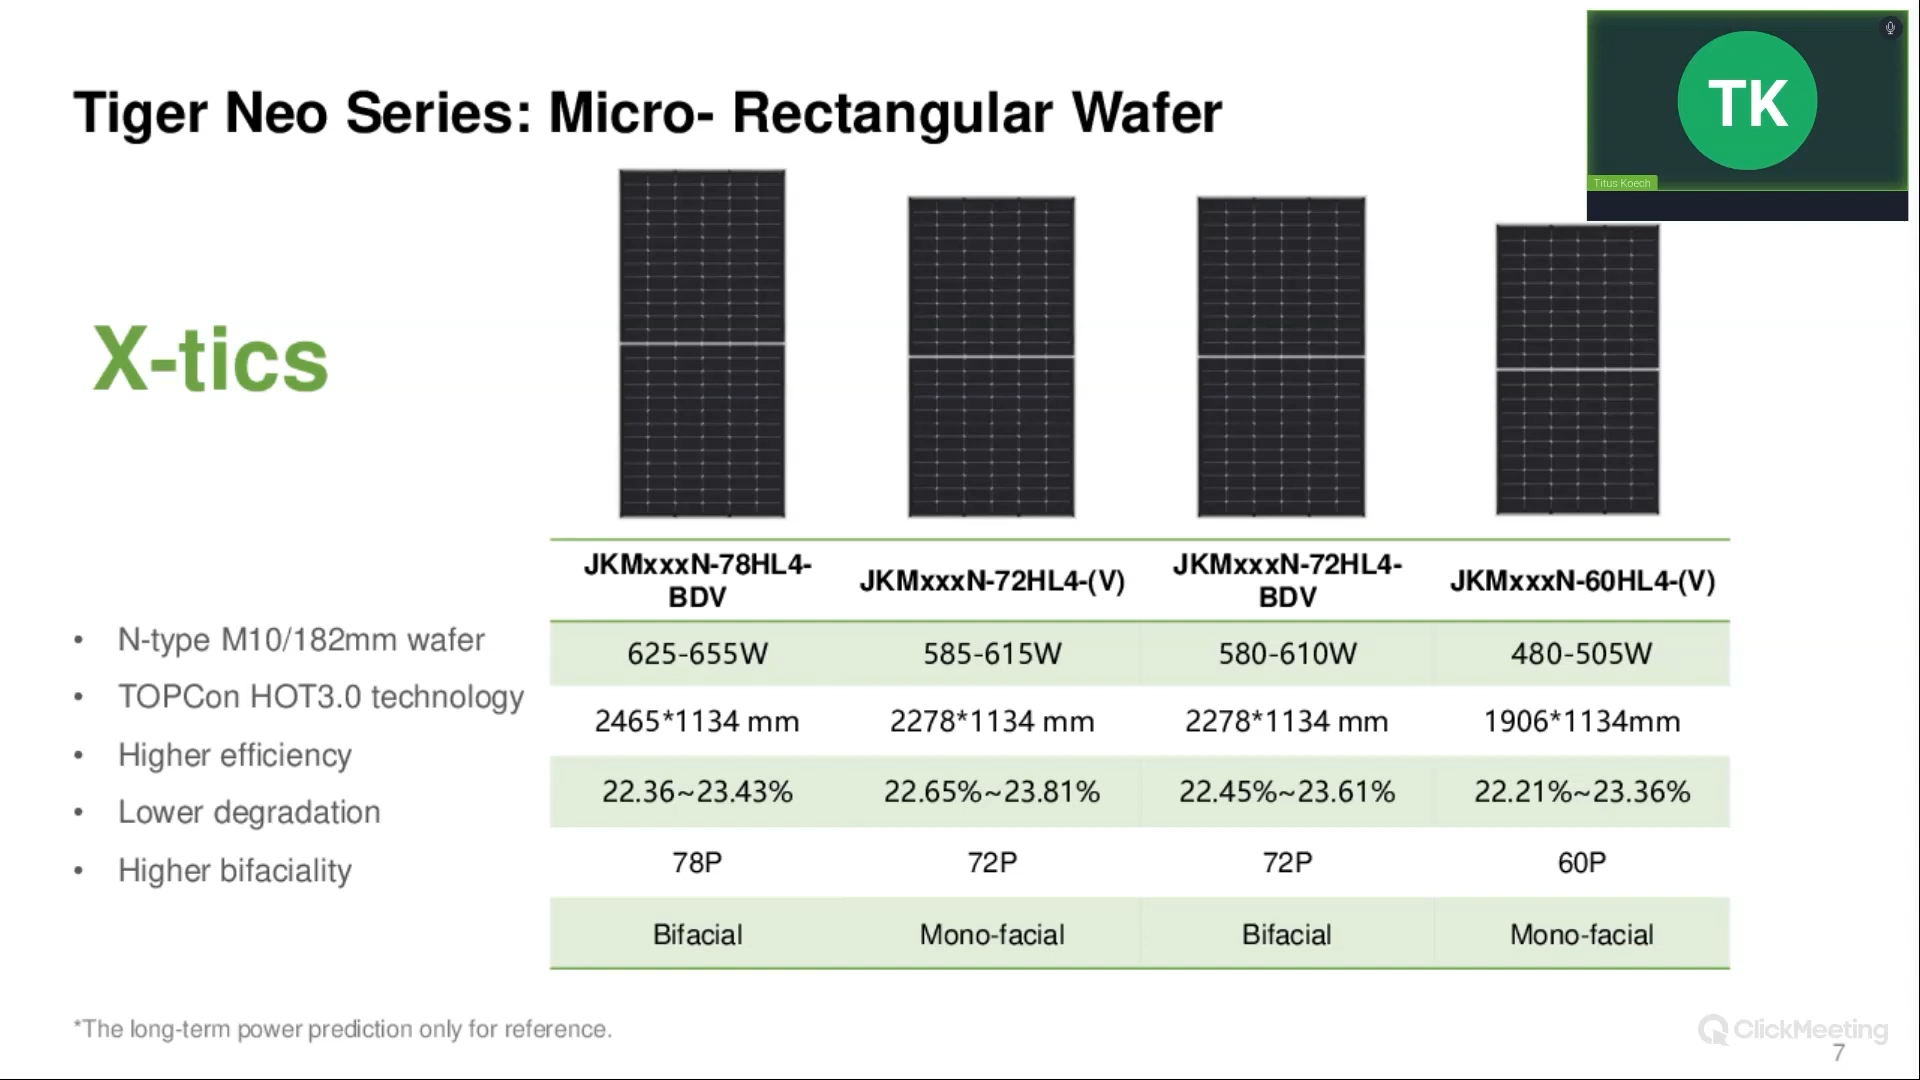 Tiger Neo Series: Micro- Rectangular Wafer
TK
Titus Koech
X-tics
• N-type M10/182mm wafer
• TOPCon HOT3.0 technology
• Higher efficiency
• Lower degradation
• Higher bifaciality
JKMxxxN-78HL4-
BDV
JKMxxxN-72HL4-(V)
JKMxxxN-72HL4-
BDV
JKMxxxN-60HL4-(V)
625-655W 585-615W 580-610W 480-505W
2465*1134 mm 2278*1134 mm 2278*1134 mm 1906*1134mm
22.36~23.43% 22.65%~23.81% 22.45%~23.61% 22.21%~23.36%
78P 72P 72P 60P
Bifacial Mono-facial Bifacial Mono-facial
*The long-term power prediction only for reference.
ClickMeeting
7